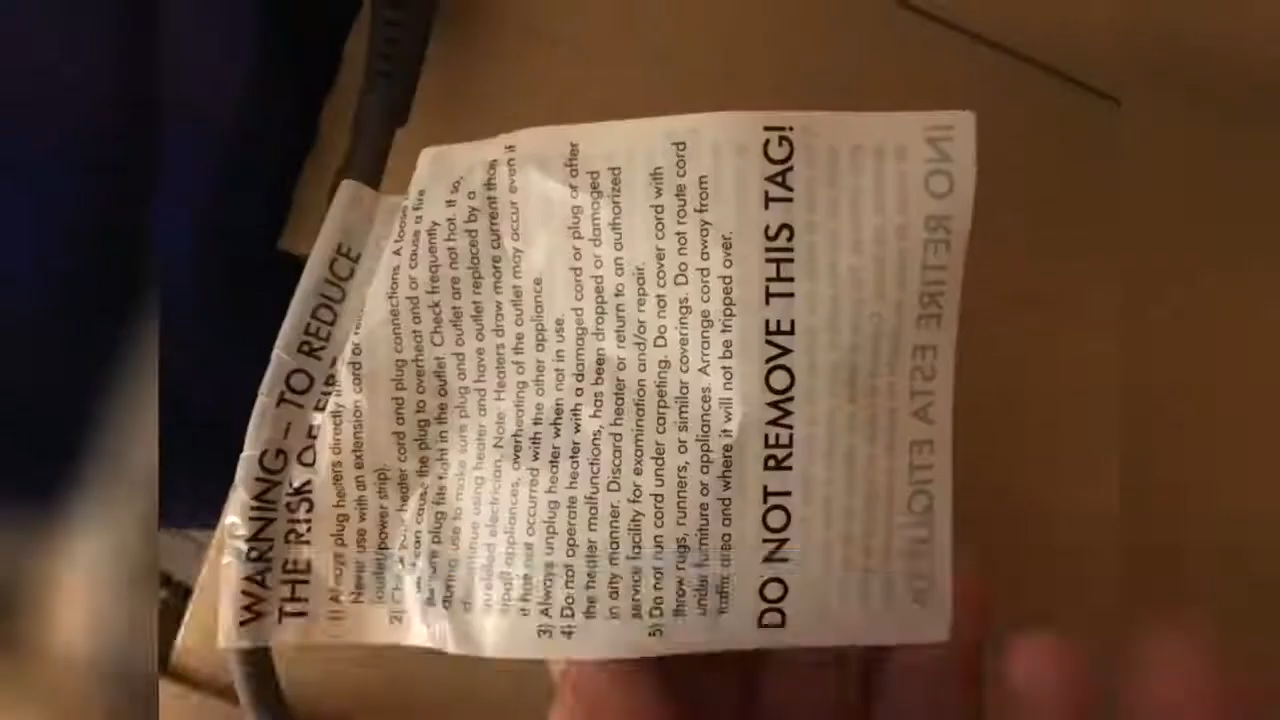 WARNING – TO REDUCE
THE RISK OF FIRE
1) Always plug heaters directly
Never use with an extension cord or
(outlet/power strip).
2) Check your heater cord and plug connections. A loose
can cause the plug to overheat and or cause a fire
plug fits tight in the outlet. Check frequently
during use to make sure plug and outlet are not hot. If so,
using heater and have outlet replaced by a
electrician. Note: Heaters draw more current than
small appliances, overheating of the outlet may occur even if
it has not occurred with the other appliance.
3) Always unplug heater when not in use.
4) Do not operate heater with a damaged cord or plug or after
the heater malfunctions, has been dropped or damaged
in any manner. Discard heater or return to an authorized
service facility for examination and/or repair.
5) Do not run cord under carpeting. Do not cover cord with
throw rugs, runners, or similar coverings. Do not route cord
under furniture or appliances. Arrange cord away from
traffic area and where it will not be tripped over.
DO NOT REMOVE THIS TAG!
¡NO RETIRE ESTA